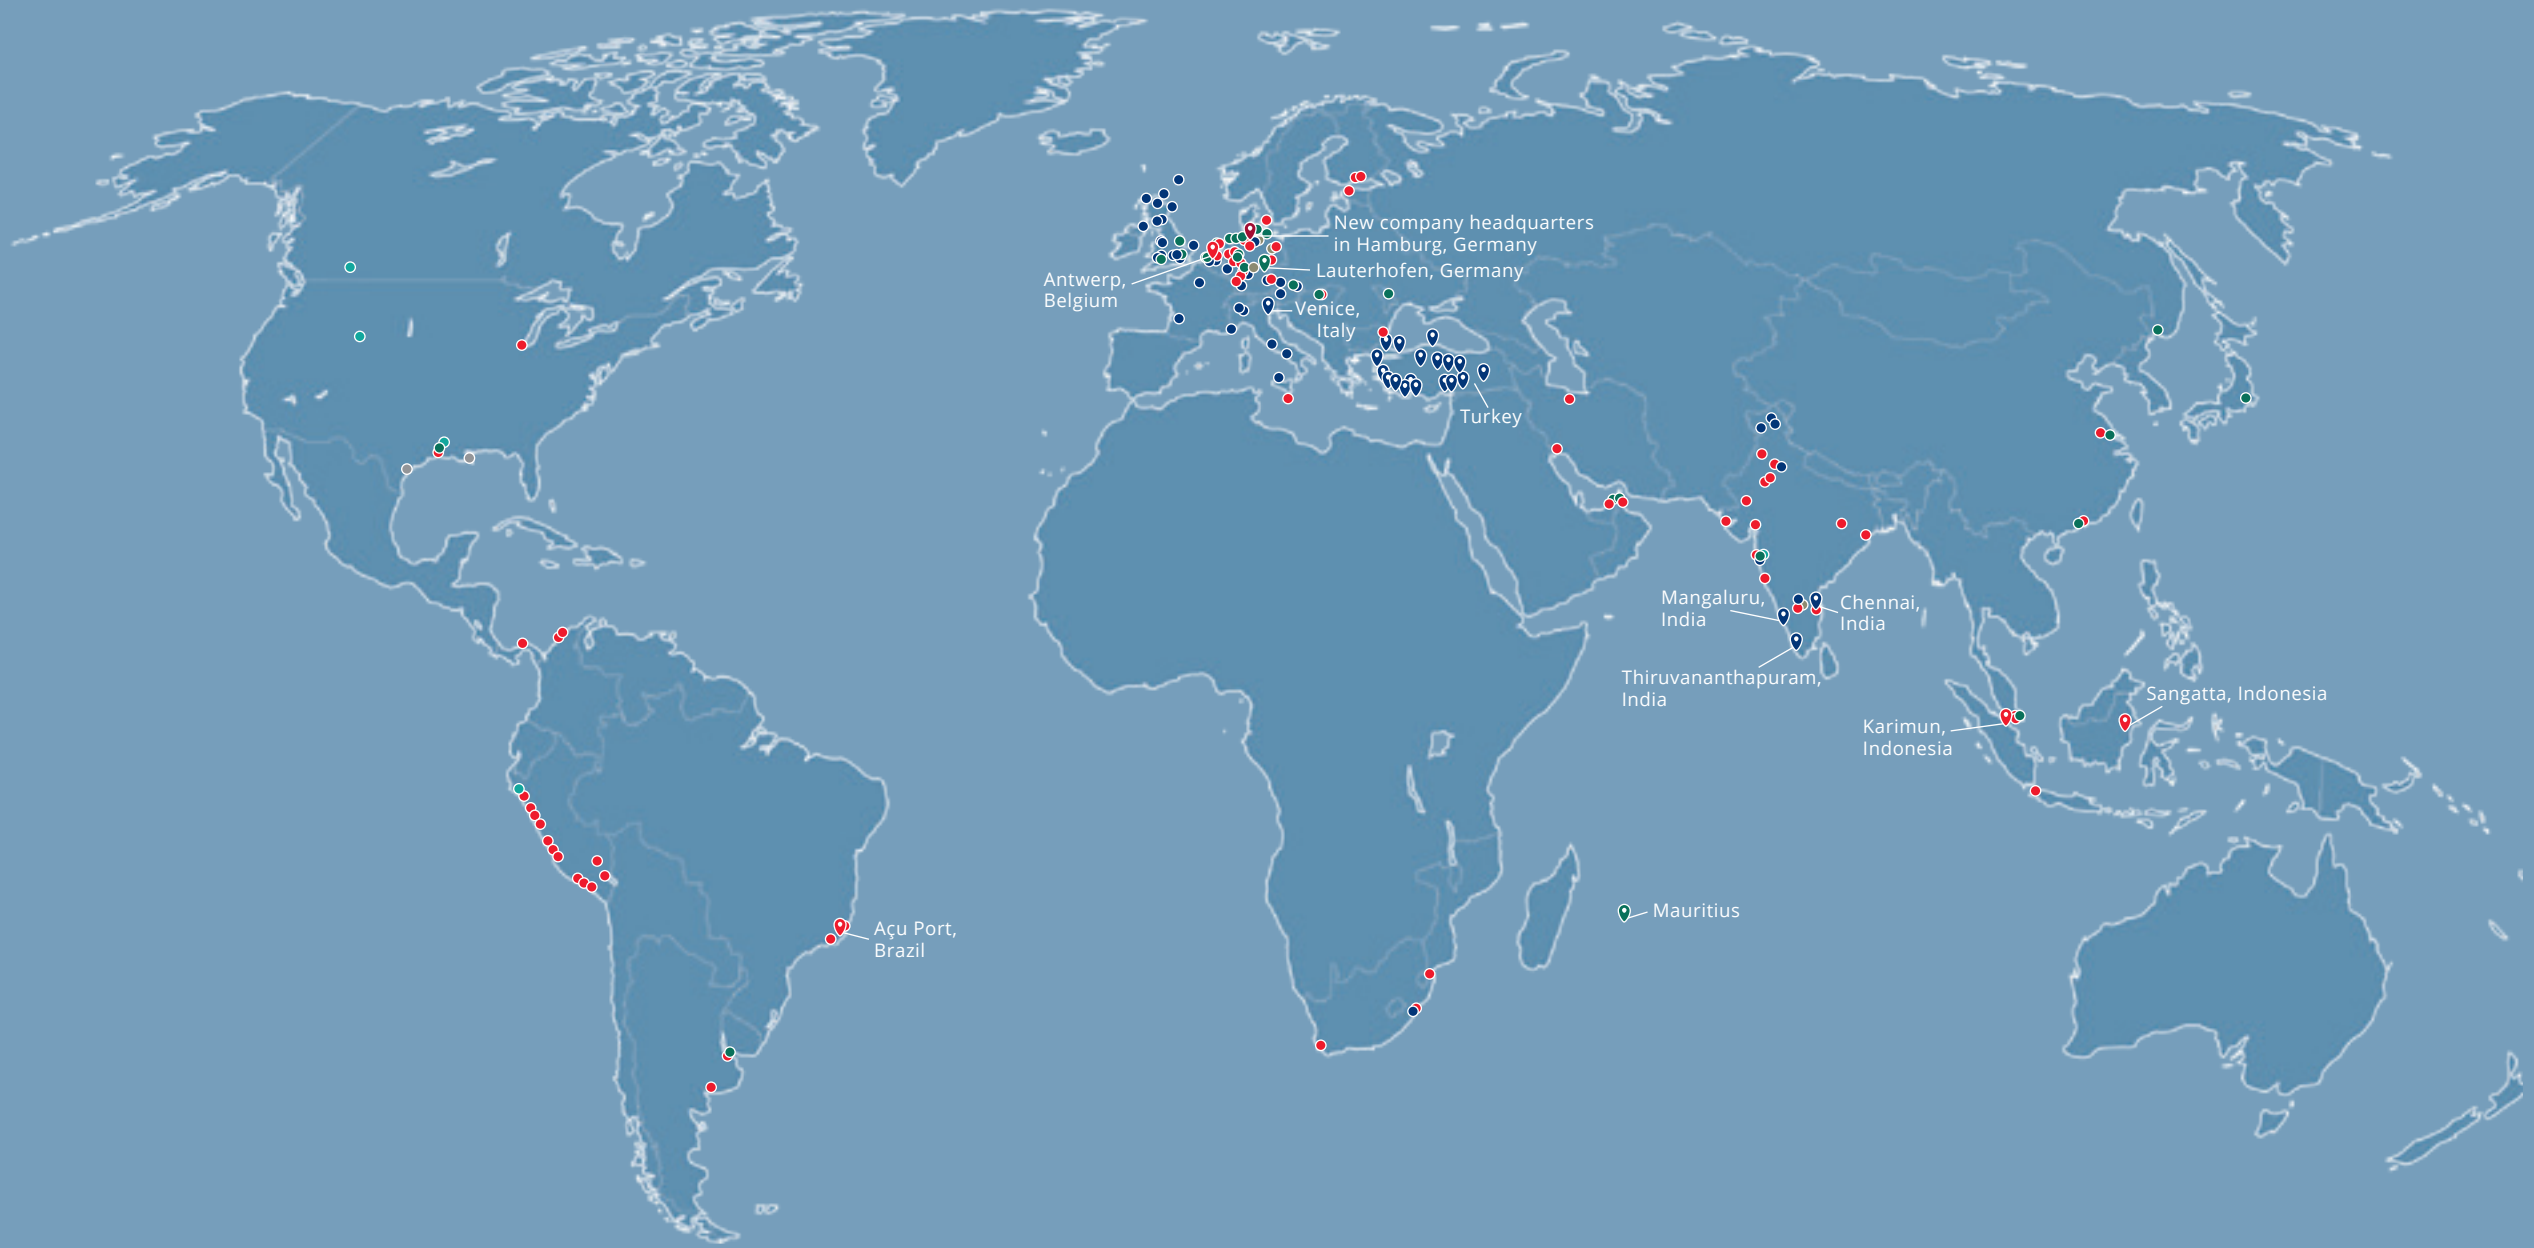 New company headquarters
in Hamburg, Germany
Lauterhofen, Germany
Antwerp,
Belgium
Venice,
Italy
Turkey
Mangaluru,
India
Chennai,
India
Thiruvananthapuram,
India
Sangatta, Indonesia
Karimun,
Indonesia
Mauritius
Açu Port,
Brazil